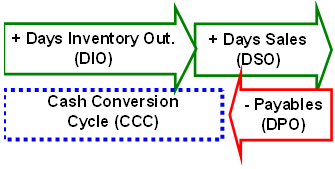 + Days Inventory Out.
(DIO)
+ Days Sales
(DSO)
Cash Conversion
Cycle (CCC)
- Payables
(DPO)